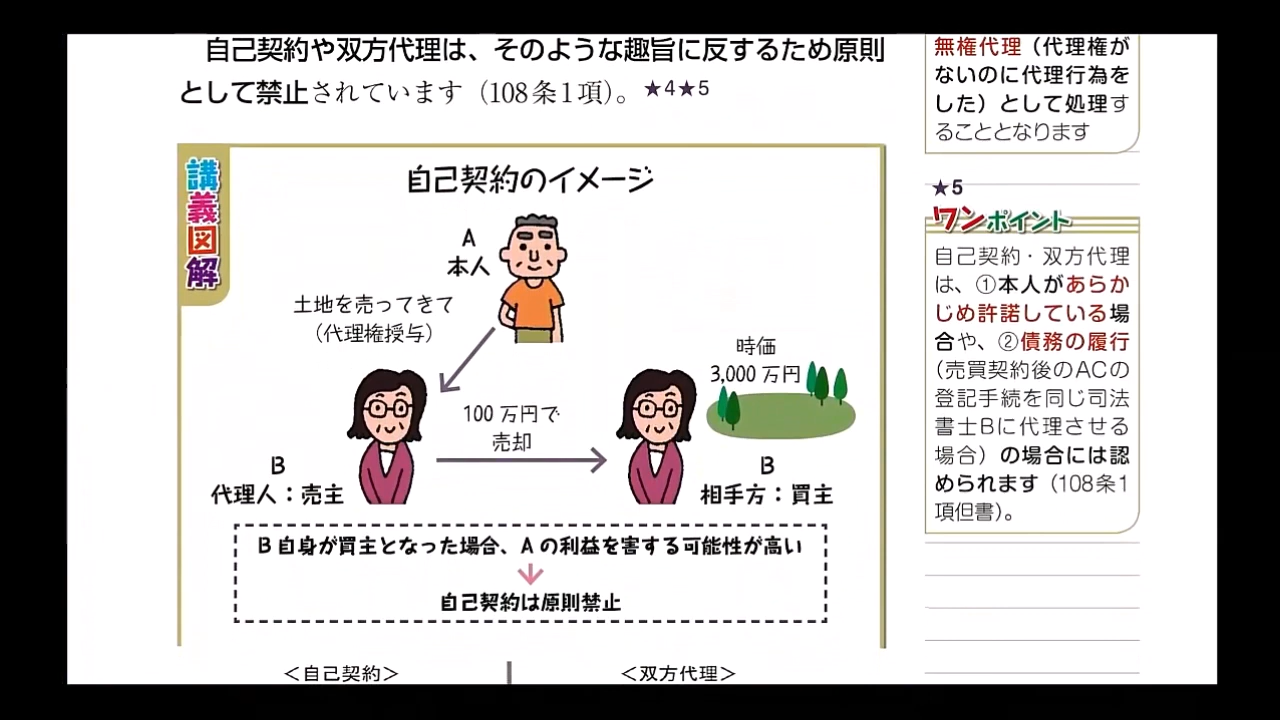 自己契約や双方代理は、そのような趣旨に反するため原則
として禁止されています（108条1項）。★4★5
講義図解
自己契約のイメージ
A
本人
土地を売ってきて
（代理権授与）
時価
3,000万円
100万円で
売却
B
代理人：売主
B
相手方：買主
B自身が買主となった場合、Aの利益を害する可能性が高い
自己契約は原則禁止
＜自己契約＞
＜双方代理＞
無権代理（代理権が
ないのに代理行為を
した）として処理す
ることとなります
★5
ワンポイント
自己契約・双方代理
は、①本人があらか
じめ許諾している場
合や、②債務の履行
（売買契約後のACの
登記手続を同じ司法
書士Bに代理させる
場合）の場合には認
められます（108条1
項但書）。